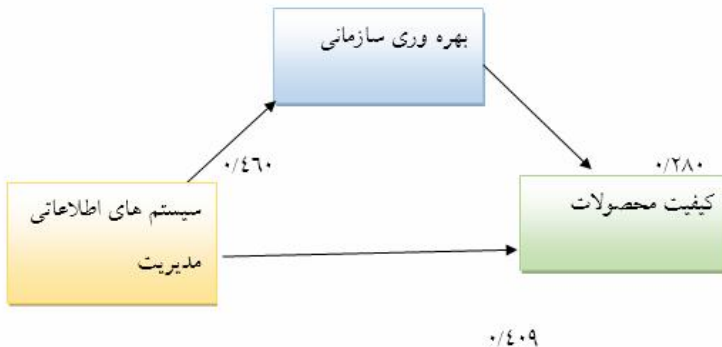 بهره وری سازمانی
۰/٤٦۰
۰/۲۸۰
سیستم های اطلاعاتی
مدیریت
کیفیت محصولات
۰/٤۰۹